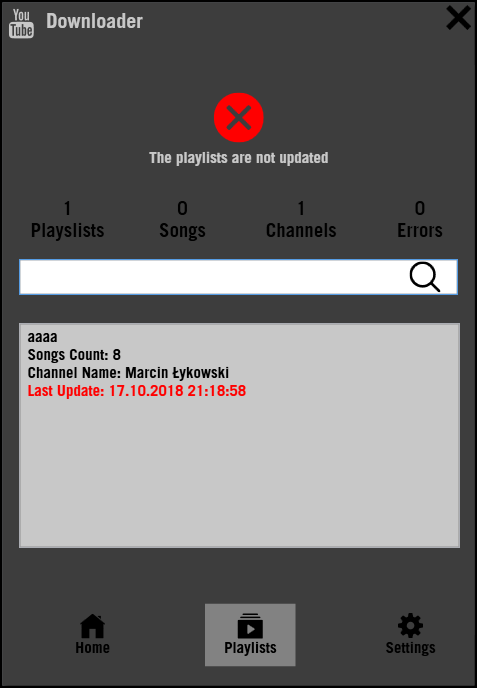 You
Tube
Downloader
The playlists are not updated
1 0 1 0
Playslists Songs Channels Errors
aaaa
Songs Count: 8
Channel Name: Marcin Łykowski
Last Update: 17.10.2018 21:18:58
Home Playlists Settings